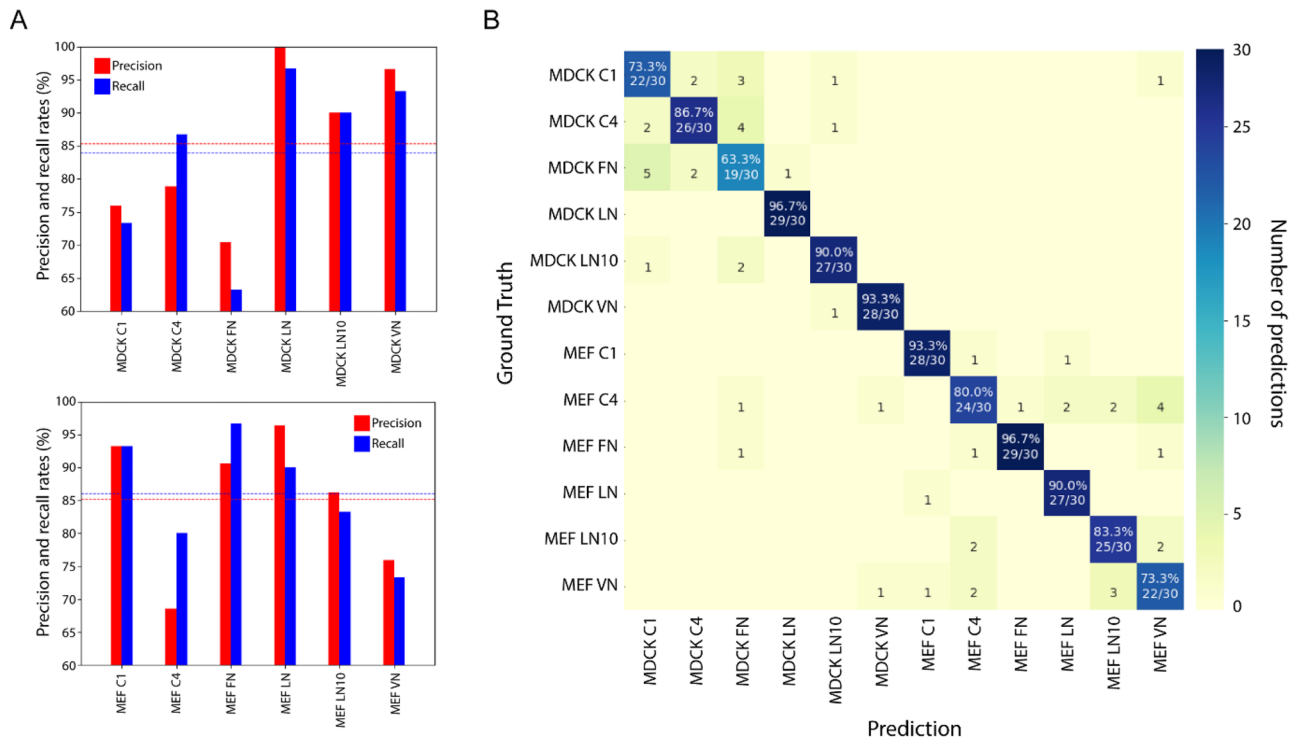 A
Precision and recall rates (%)
100
95
90
85
80
75
70
65
60
Precision
Recall
MDCK C1
MDCK C4
MDCK FN
MDCK LN
MDCK LN10
MDCK VN
Precision and recall rates (%)
100
95
90
85
80
75
70
65
60
Precision
Recall
MEF C1
MEF C4
MEF FN
MEF LN
MEF LN10
MEF VN
B
Ground Truth
MDCK C1 73.3% 2 3 1 1
22/30
MDCK C4 2 86.7% 4 1
26/30
MDCK FN 5 2 63.3% 1
19/30
MDCK LN 96.7%
29/30
MDCK LN10 1 2 90.0%
27/30
MDCK VN 1 93.3%
28/30
MEF C1 93.3% 1 1
28/30
MEF C4 1 1 80.0% 1 2 2 4
24/30
MEF FN 1 1 96.7% 1
29/30
MEF LN 1 90.0%
27/30
MEF LN10 2 83.3% 2
25/30
MEF VN 1 1 2 3 73.3%
22/30
MDCK C1
MDCK C4
MDCK FN
MDCK LN
MDCK LN10
MDCK VN
MEF C1
MEF C4
MEF FN
MEF LN
MEF LN10
MEF VN
Prediction
30
25
20
15
10
5
0
Number of predictions